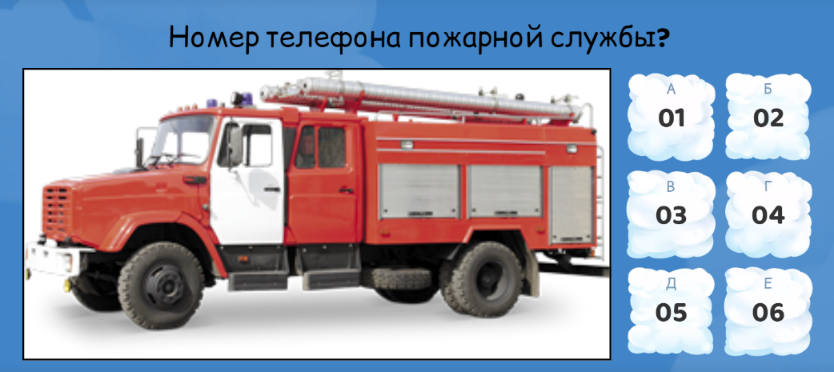 Номер телефона пожарной службы?
А
01
Б
02
В
03
Г
04
Д
05
Е
06